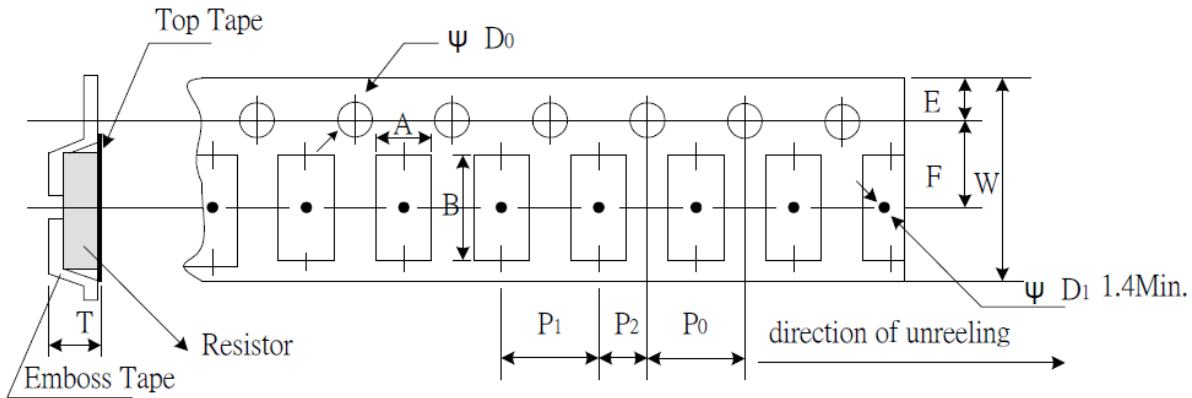 Top Tape
Ψ D0
E
A
F
W
B
Ψ D1 1.4Min.
T
P1
P2
P0
direction of unreeling
Resistor
Emboss Tape